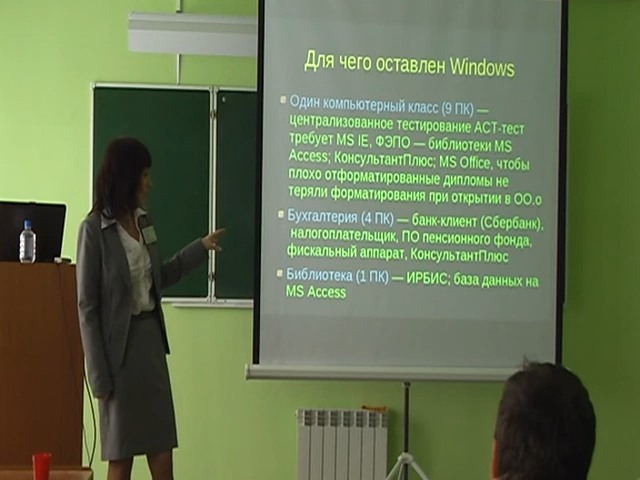 Для чего оставлен Windows
Один компьютерный класс (9 ПК) —
централизованное тестирование АСТ-тест
требует MS IE, ФЭПО — библиотеки MS
Access; КонсультантПлюс; MS Office, чтобы
плохо отформатированные дипломы не
теряли форматирования при открытии в ОО.о
Бухгалтерия (4 ПК) — банк-клиент (Сбербанк),
налогоплательщик, ПО пенсионного фонда,
фискальный аппарат, КонсультантПлюс
Библиотека (1 ПК) — ИРБИС; база данных на
MS Access